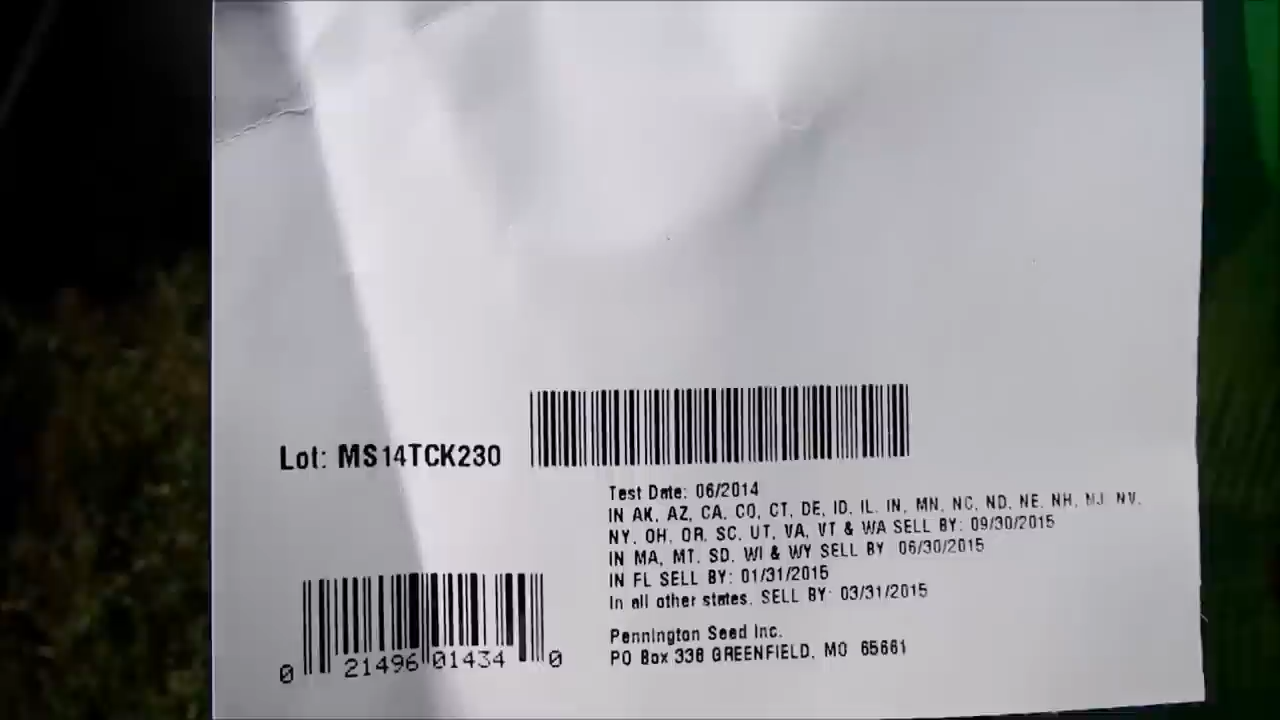 Lot: MS14TCK230
Test Date: 06/2014
IN AK, AZ, CA, CO, CT, DE, ID, IL, IN, MN, NC, ND, NE, NH, NJ, NV,
NY, OH, OR, SC, UT, VA, VT & WA SELL BY: 09/30/2015
IN MA, MT, SD, WI & WY SELL BY 06/30/2015
IN FL SELL BY: 01/31/2015
In all other states, SELL BY: 03/31/2015
Pennington Seed Inc.
PO Box 338 GREENFIELD, MO 65661
0 21496 01434 0